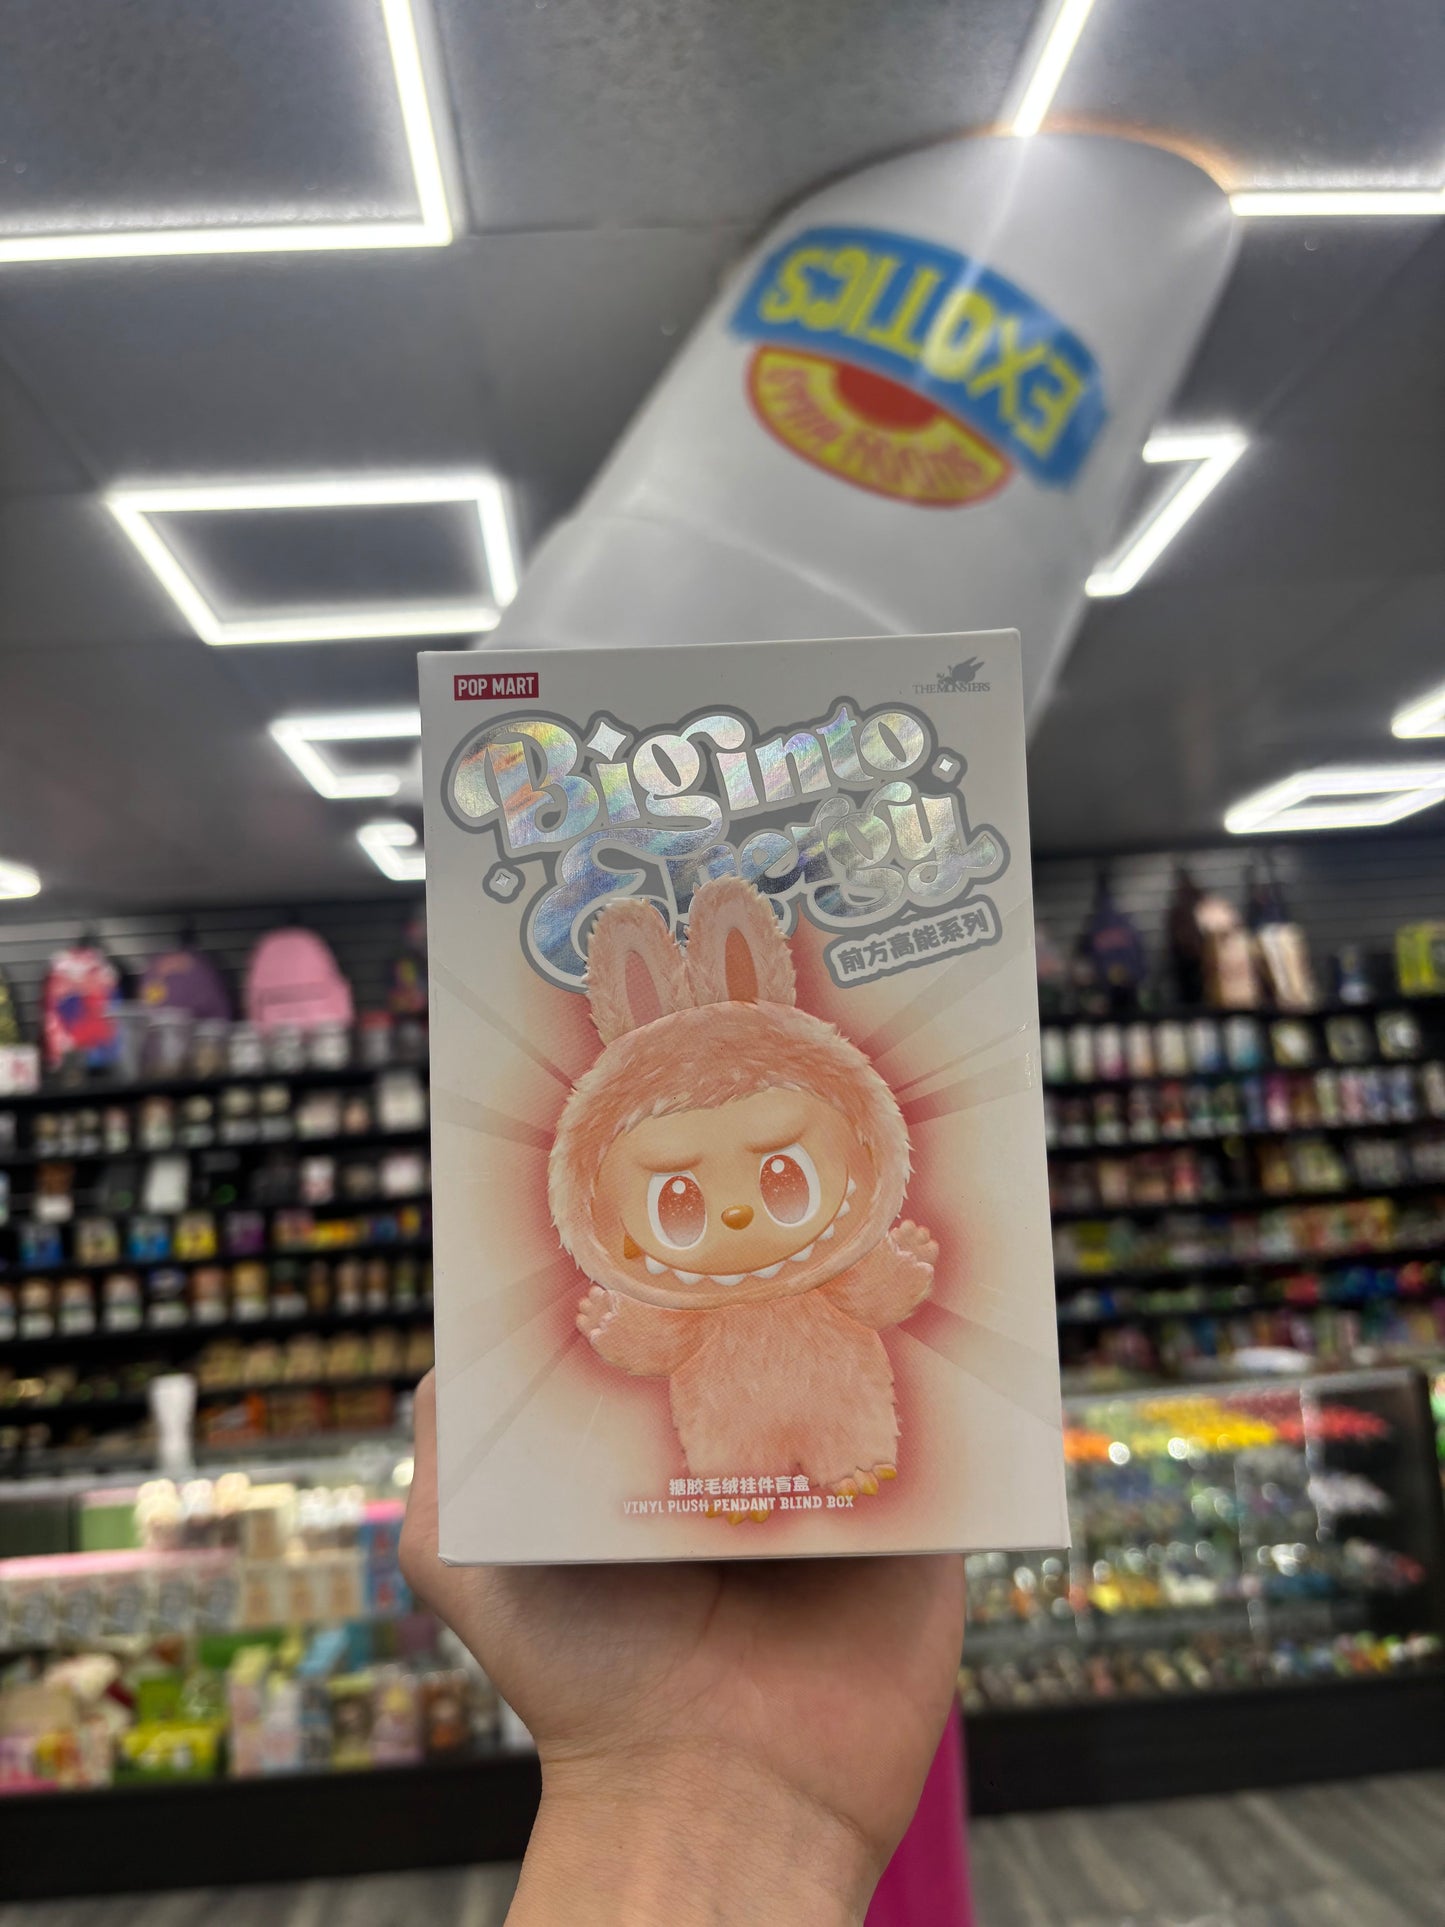 EXOTICS
POP MART
THE MONSTERS
Big into
Energy
前方高能系列
搪胶毛绒挂件盲盒
VINYL PLUSH PENDANT BLIND BOX